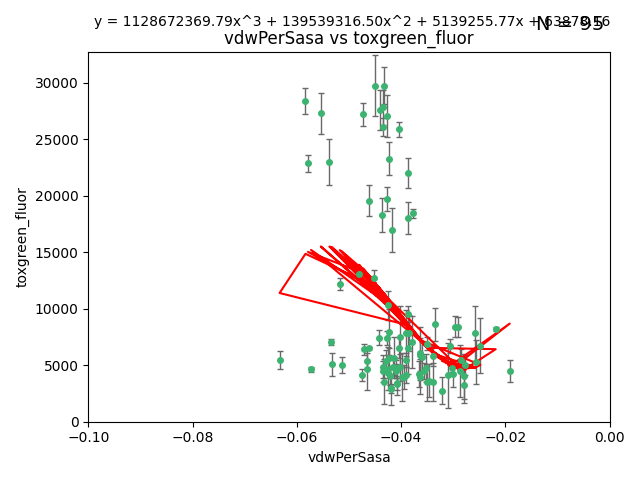 y = 1128672369.79x^3 + 139539316.50x^2 + 5139255.77x +
N = 95
vdwPerSasa vs toxgreen_fluor
30000
25000
20000
15000
10000
5000
0
toxgreen_fluor
−0.10 −0.08 −0.06 −0.04 −0.02 0.00
vdwPerSasa